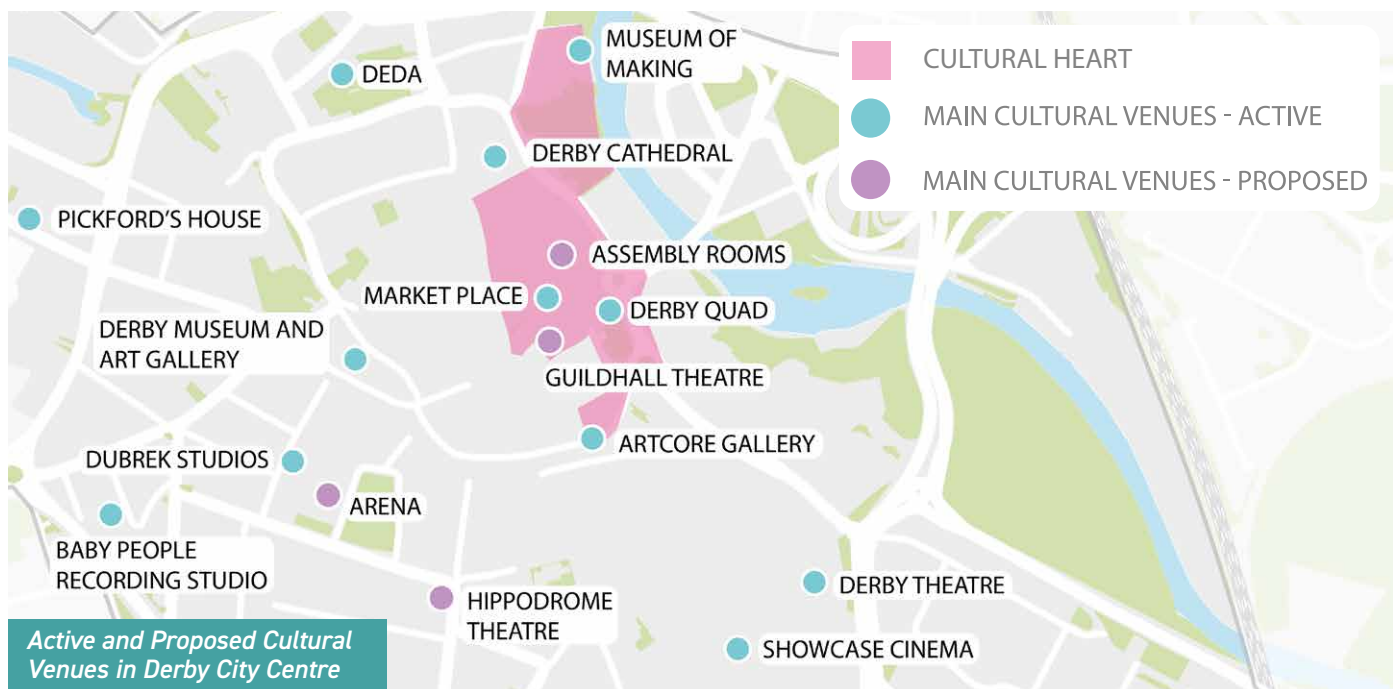 MUSEUM OF
MAKING
DEDA
DERBY CATHEDRAL
PICKFORD'S HOUSE
ASSEMBLY ROOMS
MARKET PLACE
DERBY QUAD
DERBY MUSEUM AND
ART GALLERY
GUILDHALL THEATRE
ARTCORE GALLERY
DUBREK STUDIOS
ARENA
BABY PEOPLE
RECORDING STUDIO
HIPPODROME
THEATRE
DERBY THEATRE
SHOWCASE CINEMA
CULTURAL HEART
MAIN CULTURAL VENUES - ACTIVE
MAIN CULTURAL VENUES - PROPOSED
Active and Proposed Cultural
Venues in Derby City Centre